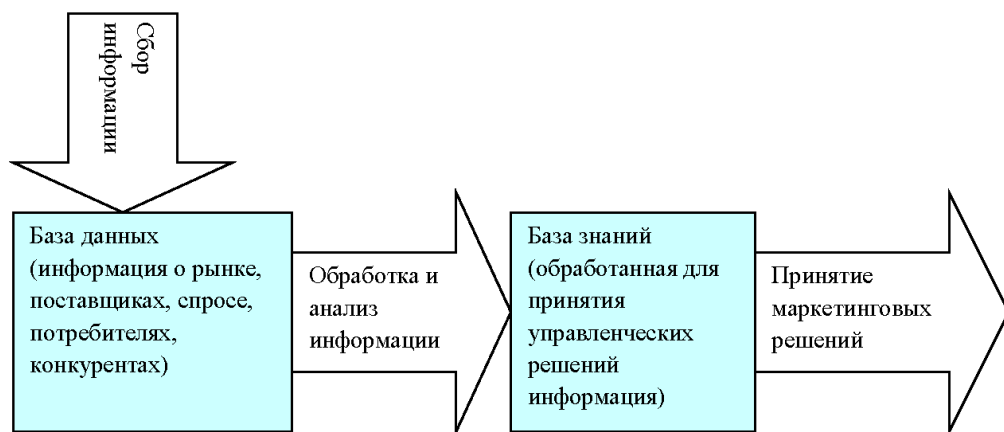 Сбор
информации
База данных
(информация о рынке,
поставщиках, спросе,
потребителях,
конкурентах)
Обработка и
анализ
информации
База знаний
(обработанная для
принятия
управленческих
решений
информация)
Принятие
маркетинговых
решений